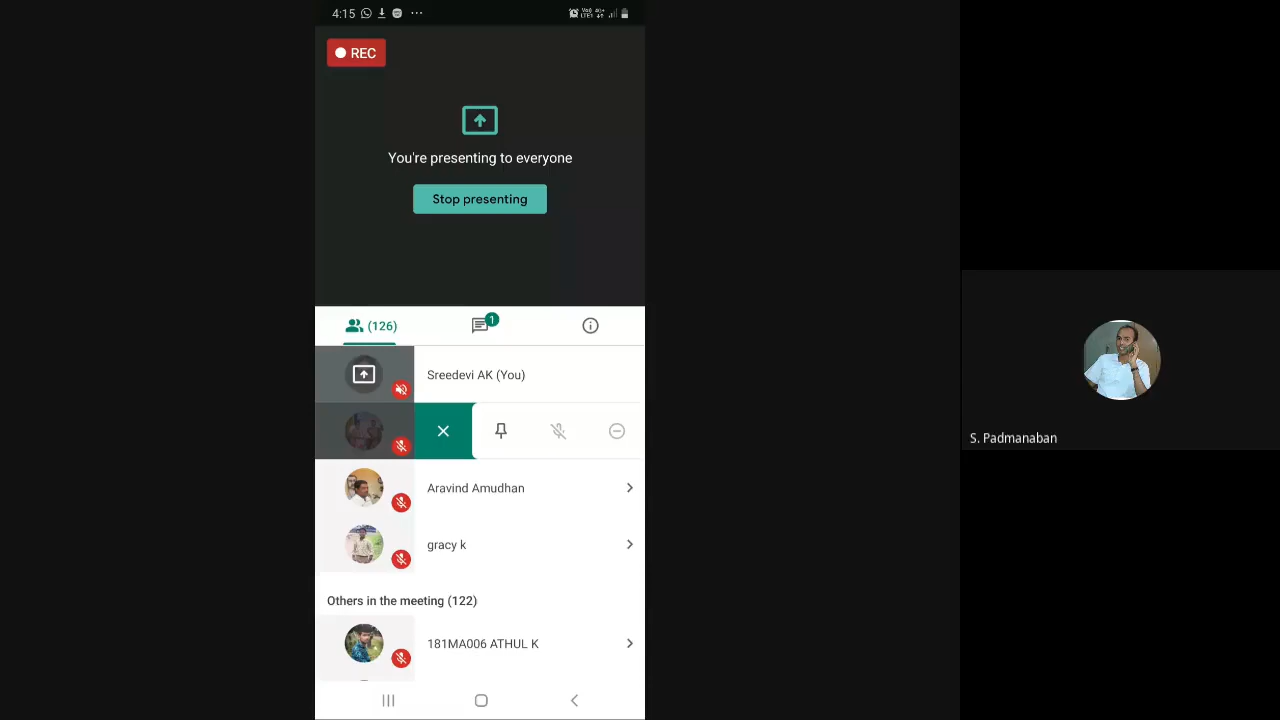 4:15
REC
You're presenting to everyone
Stop presenting
(126)
1
Sreedevi AK (You)
Aravind Amudhan
gracy k
Others in the meeting (122)
181MA006 ATHUL K
S. Padmanaban